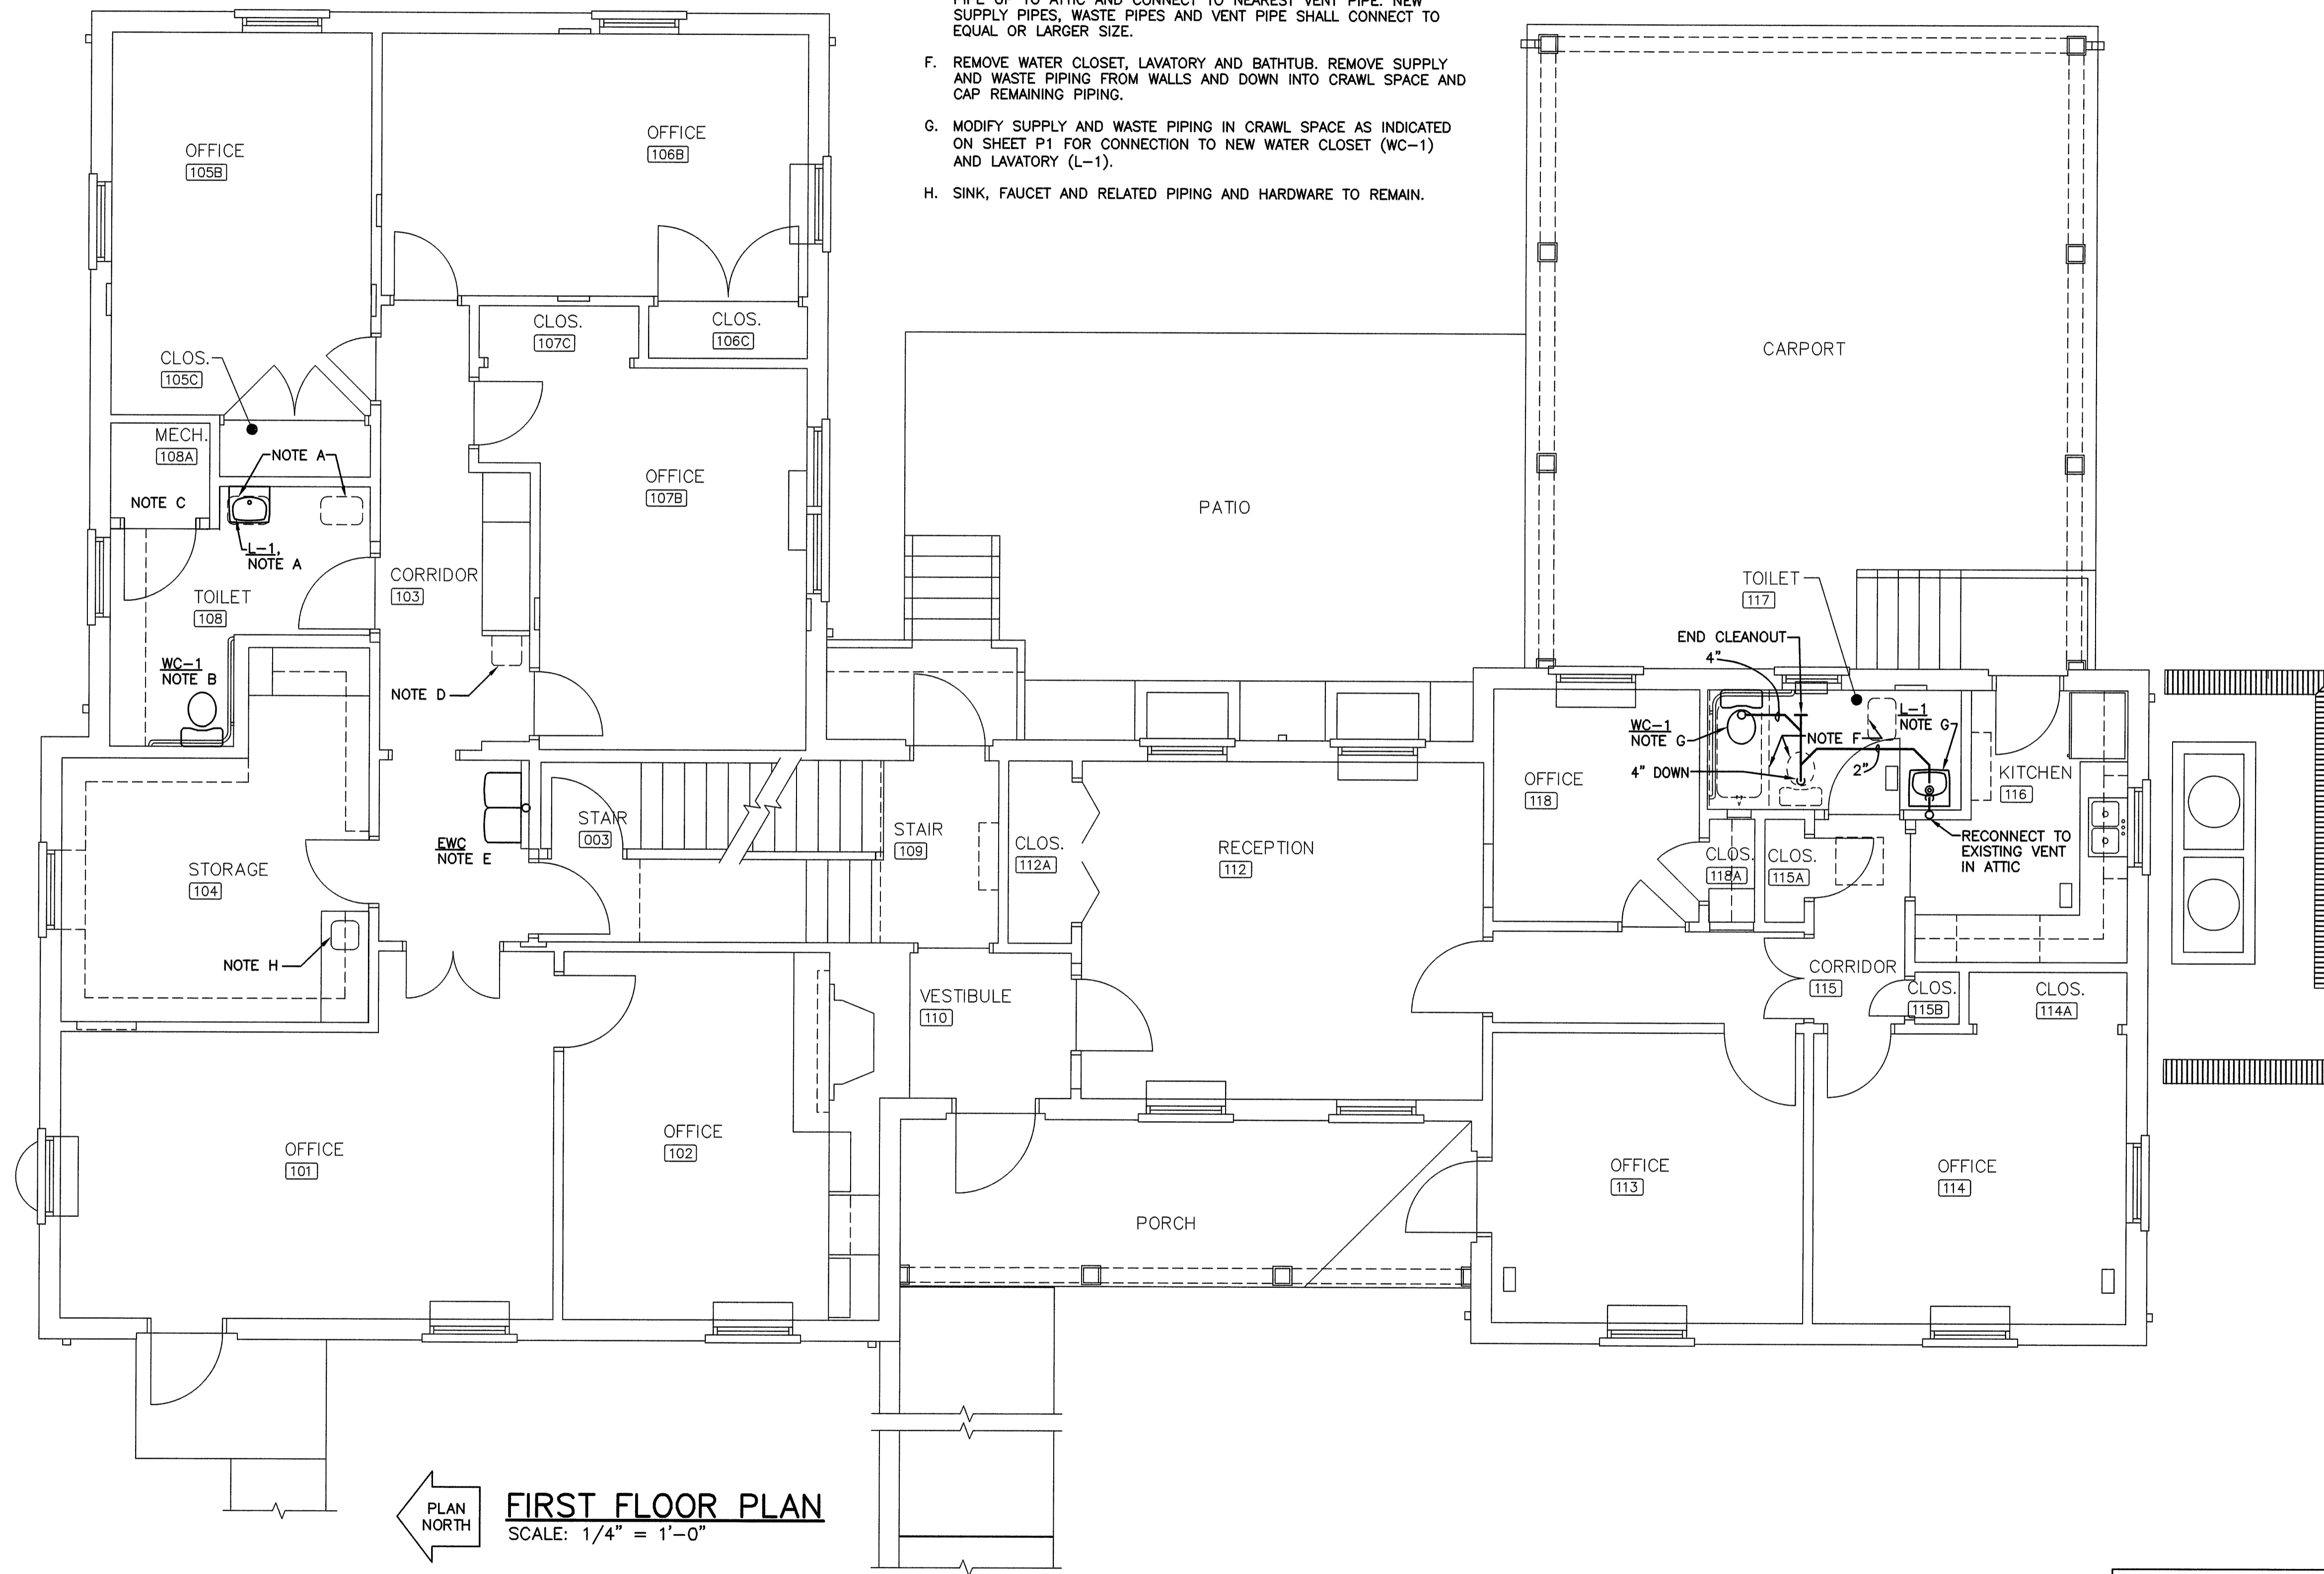 PIPE UP TO ATTIC AND CONNECT TO NEAREST VENT PIPE. NEW
SUPPLY PIPES, WASTE PIPES AND VENT PIPE SHALL CONNECT TO
EQUAL OR LARGER SIZE.
F. REMOVE WATER CLOSET, LAVATORY AND BATHTUB. REMOVE SUPPLY
AND WASTE PIPING FROM WALLS AND DOWN INTO CRAWL SPACE AND
CAP REMAINING PIPING.
G. MODIFY SUPPLY AND WASTE PIPING IN CRAWL SPACE AS INDICATED
ON SHEET P1 FOR CONNECTION TO NEW WATER CLOSET (WC-1)
AND LAVATORY (L-1).
H. SINK, FAUCET AND RELATED PIPING AND HARDWARE TO REMAIN.
OFFICE
105B
OFFICE
106B
CLOS.
107C
CLOS.
106C
CLOS.
105C
MECH.
108A
NOTE A
NOTE C
L-1,
NOTE A
TOILET
108
WC-1
NOTE B
CORRIDOR
103
OFFICE
107B
NOTE D
PATIO
CARPORT
TOILET
117
END CLEANOUT
4"
WC-1
NOTE G
NOTE F
L-1
NOTE G
4" DOWN
2"
KITCHEN
116
OFFICE
118
RECONNECT TO
EXISTING VENT
IN ATTIC
CLOS.
118A
CLOS.
115A
STORAGE
104
EWC
NOTE E
STAIR
003
STAIR
109
CLOS.
112A
RECEPTION
112
NOTE H
VESTIBULE
110
CORRIDOR
115
CLOS.
115B
CLOS.
114A
OFFICE
101
OFFICE
102
PORCH
OFFICE
113
OFFICE
114
PLAN
NORTH
FIRST FLOOR PLAN
SCALE: 1/4" = 1'-0"